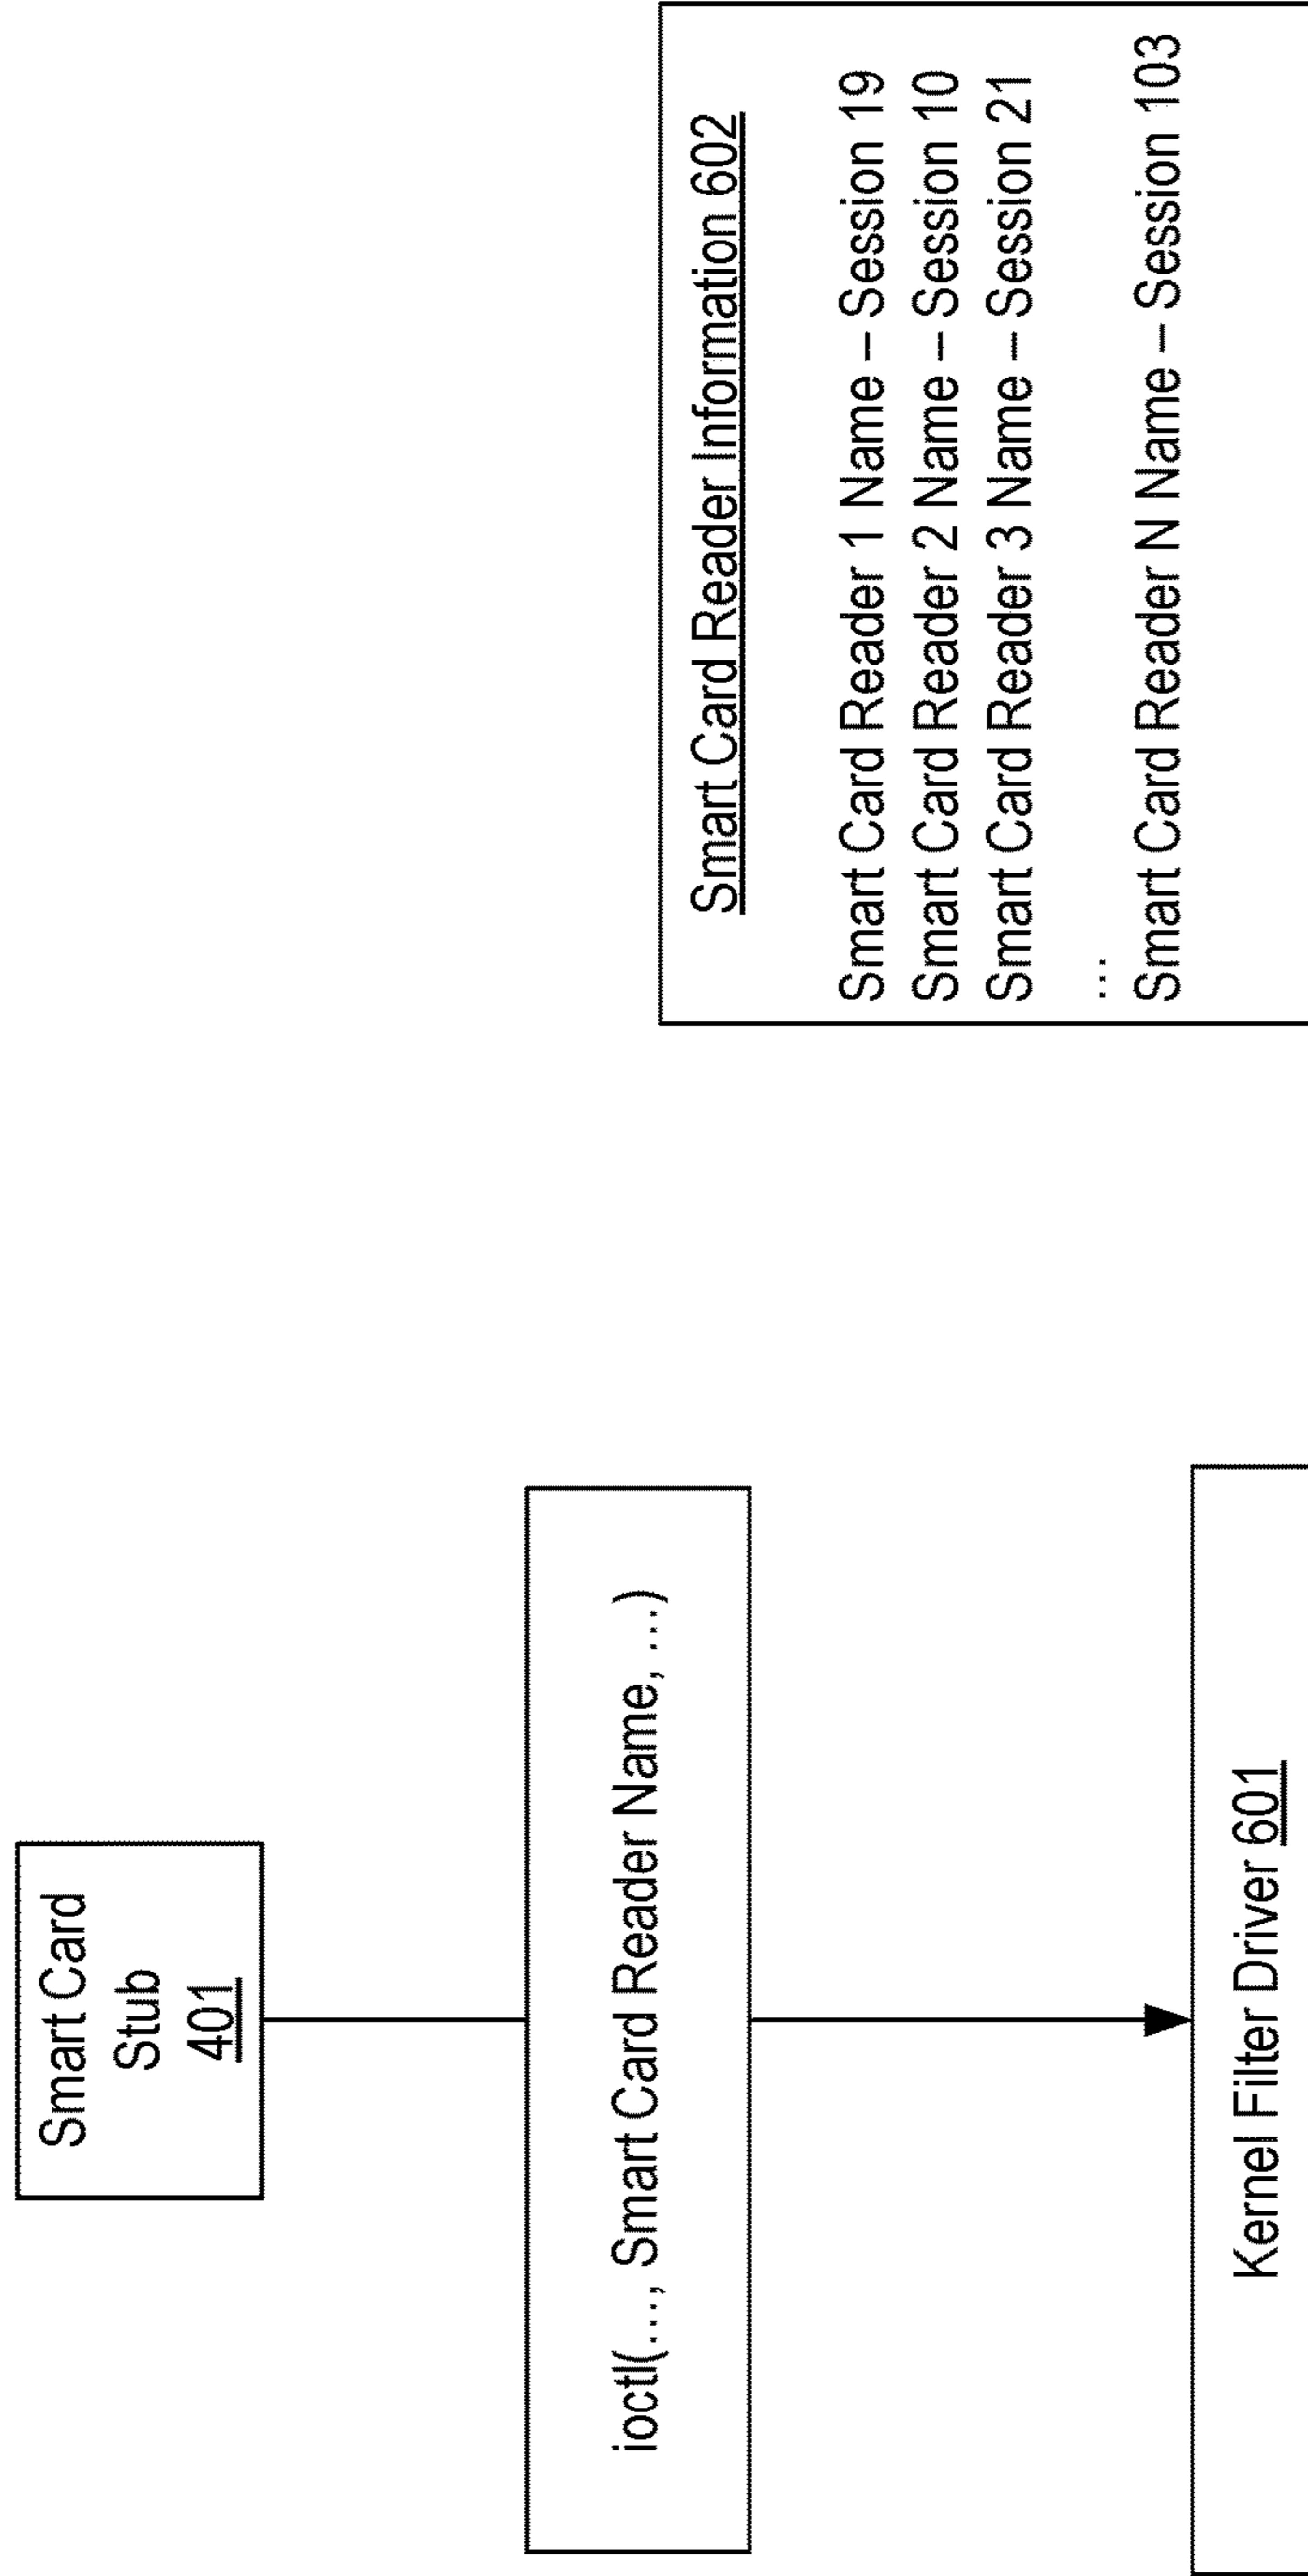 Smart Card
Stub
401
ioctl(…, Smart Card Reader Name, …)
Kernel Filter Driver 601
Smart Card Reader Information 602
Smart Card Reader 1 Name – Session 19
Smart Card Reader 2 Name – Session 10
Smart Card Reader 3 Name – Session 21
…
Smart Card Reader N Name – Session 103